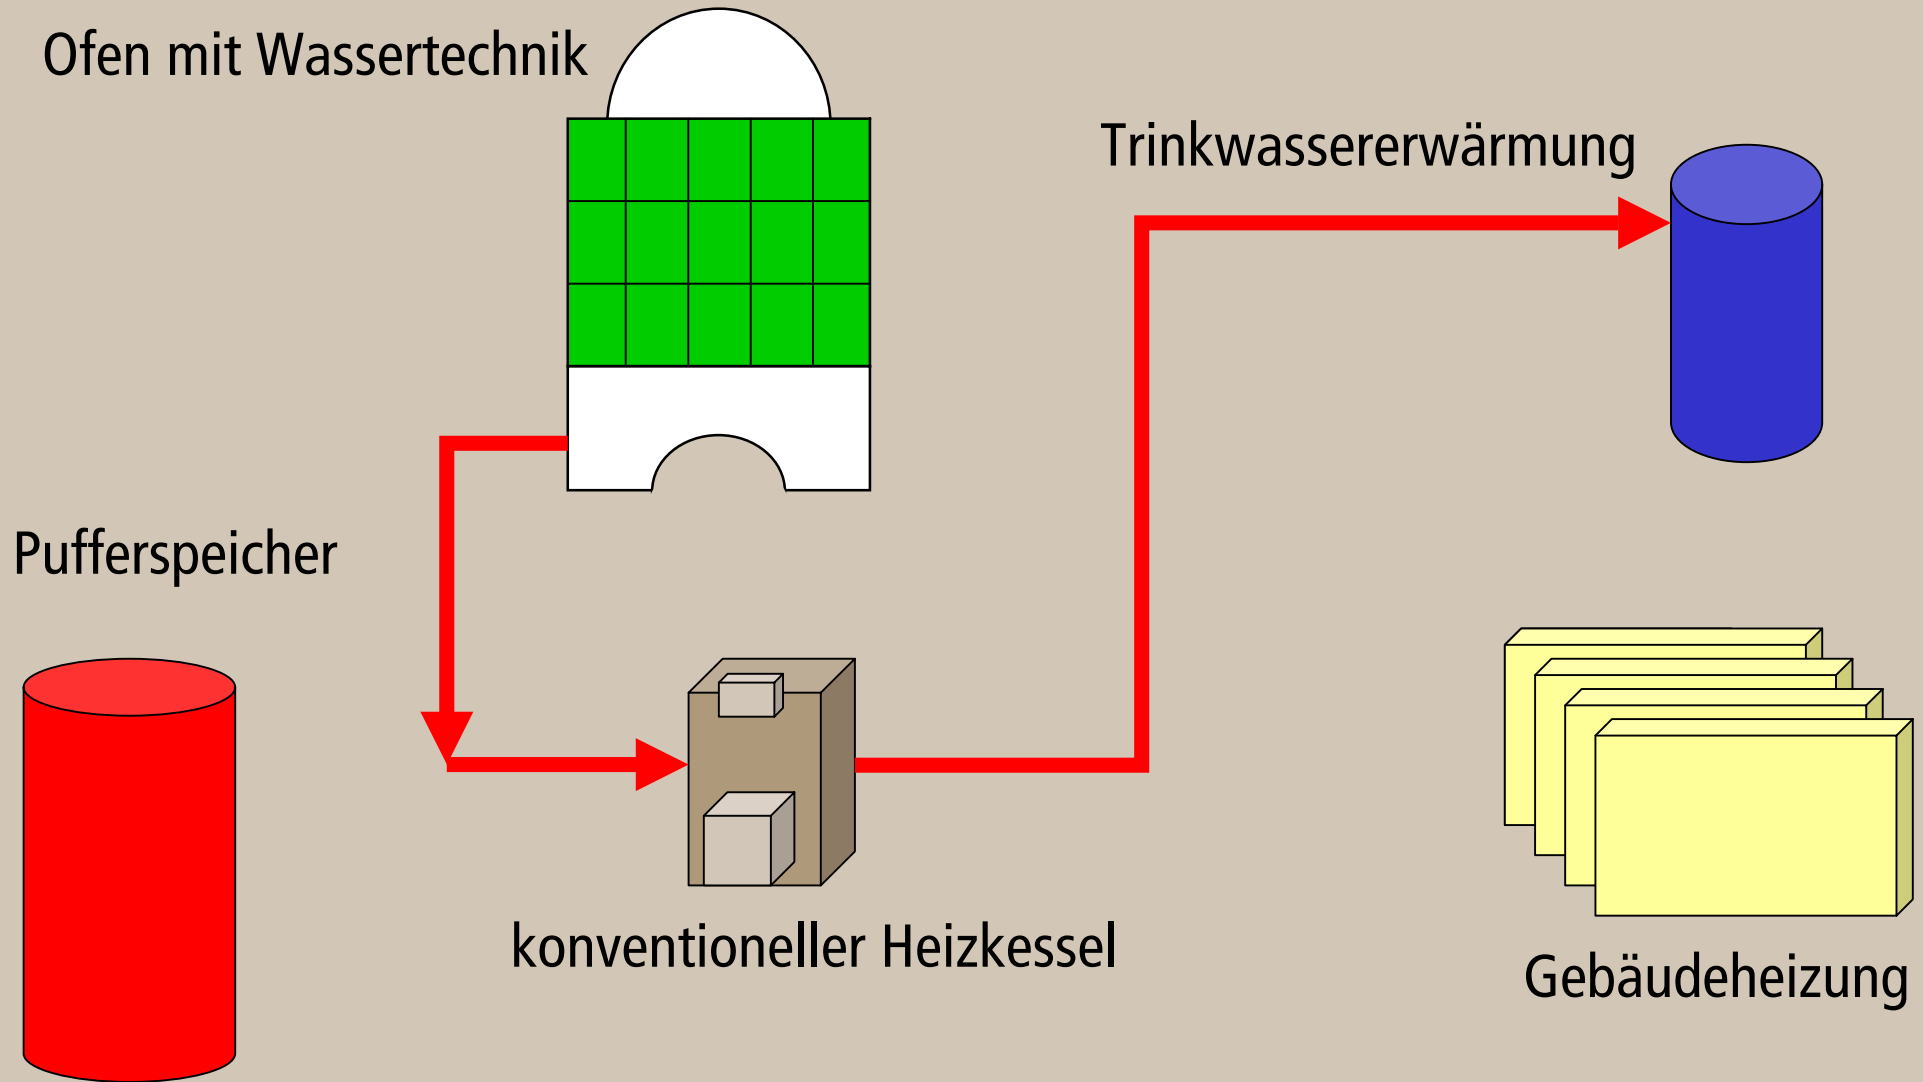 Ofen mit Wassertechnik
Trinkwassererwärmung
Pufferspeicher
konventioneller Heizkessel
Gebäudeheizung